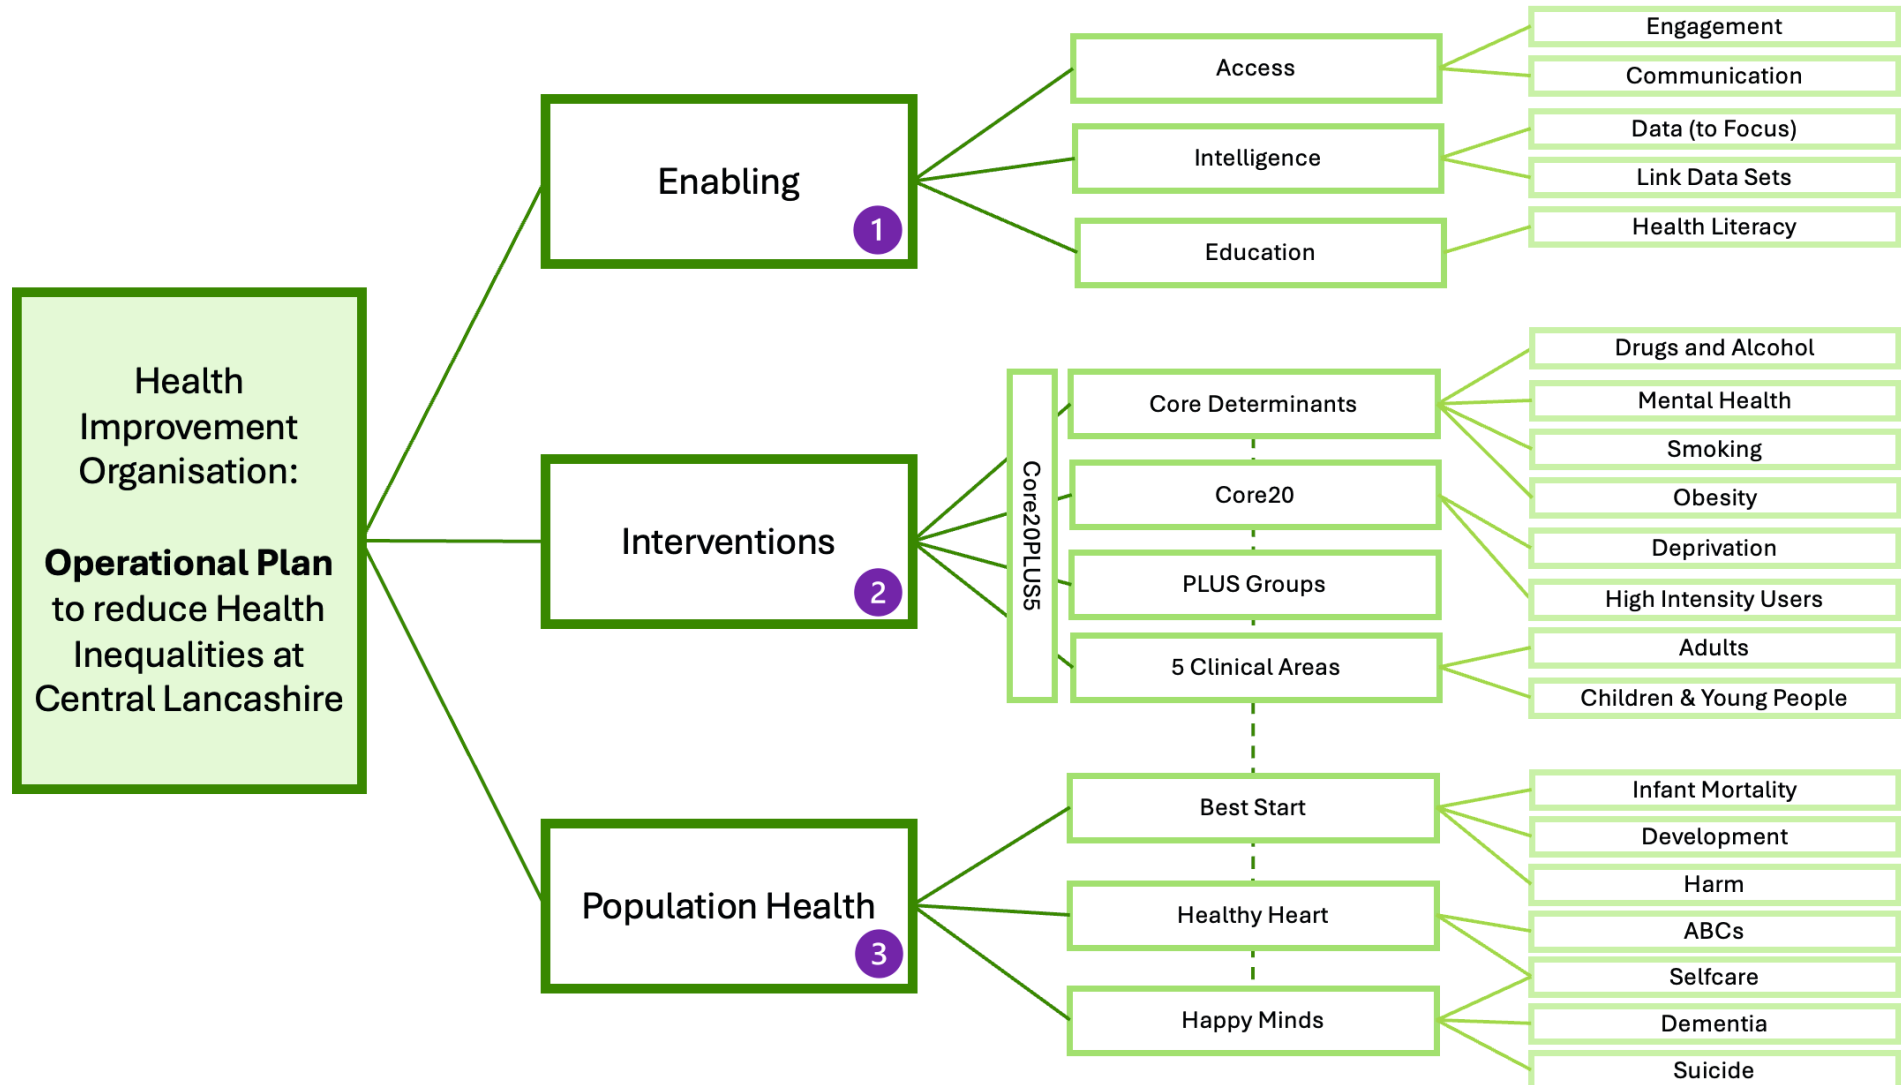 Health
Improvement
Organisation:
Operational Plan
to reduce Health
Inequalities at
Central Lancashire
Enabling
1
Access
Engagement
Communication
Intelligence
Data (to Focus)
Link Data Sets
Education
Health Literacy
Interventions
2
Core20PLUS5
Core Determinants
Drugs and Alcohol
Mental Health
Smoking
Obesity
Core20
Deprivation
High Intensity Users
PLUS Groups
5 Clinical Areas
Adults
Children & Young People
Population Health
3
Best Start
Infant Mortality
Development
Harm
Healthy Heart
ABCs
Selfcare
Happy Minds
Dementia
Suicide